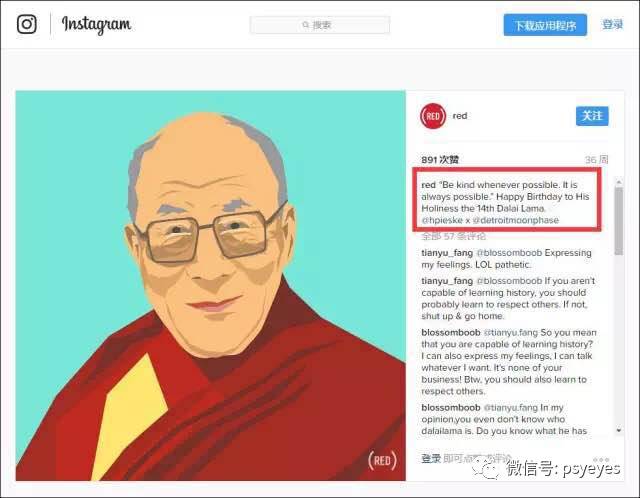 Instagram
搜索
下载应用程序
登录
(RED)
red
关注
891 次赞
36 周
red "Be kind whenever possible. It is
always possible." Happy Birthday to His
Holiness the 14th Dalai Lama.
@hpieske x @detroitmoonphase
全部 57 条评论
tianyu_fang @blossomboob Expressing
my feelings. LOL pathetic.
tianyu_fang @blossomboob If you aren't
capable of learning history, you should
probably learn to respect others. If not,
shut up & go home.
blossomboob @tianyu.fang So you mean
that you are capable of learning history?
I can also express my feelings, I can talk
whatever I want. It's none of your
business! Btw, you should also learn to
respect others.
blossomboob @tianyu.fang In my
opinion,you even don't know who
dalailama is. Do you know what he has
(RED)
登录 即可点
评论
微信号: psyeyes